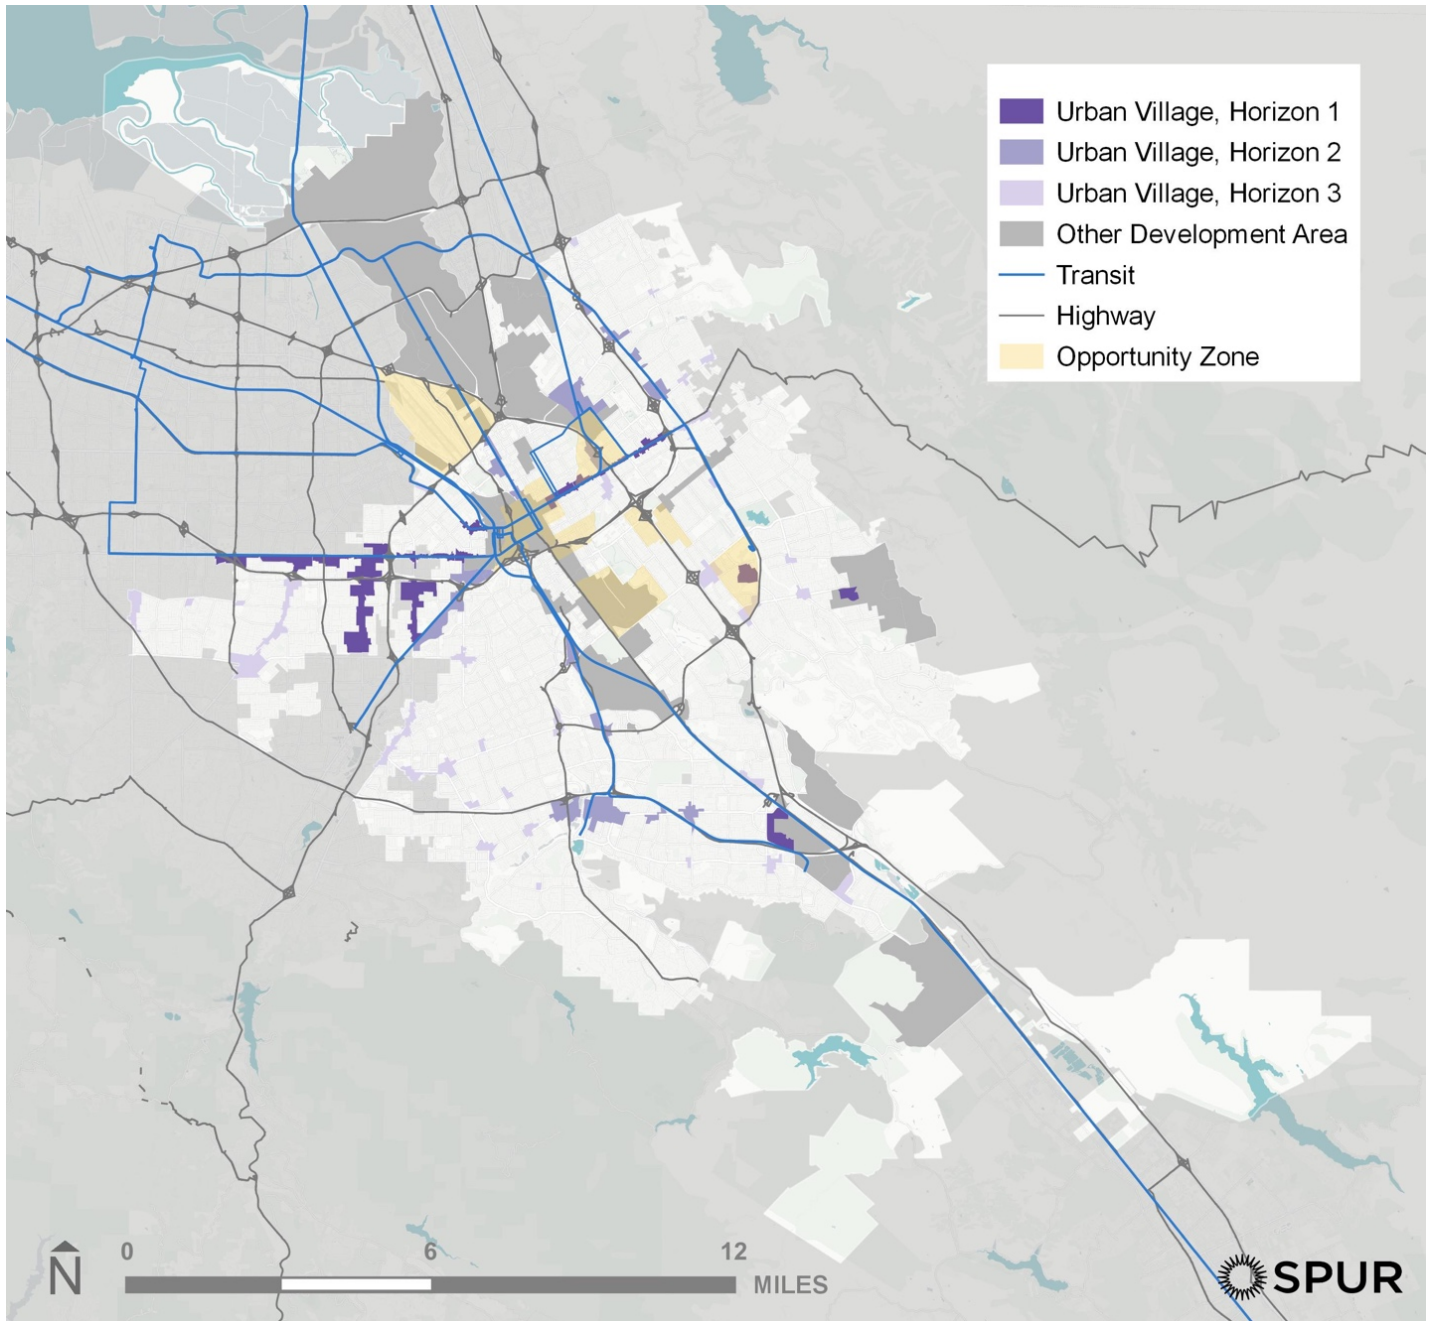 Urban Village, Horizon 1
Urban Village, Horizon 2
Urban Village, Horizon 3
Other Development Area
Transit
Highway
Opportunity Zone
N
0 6 12
MILES
SPUR